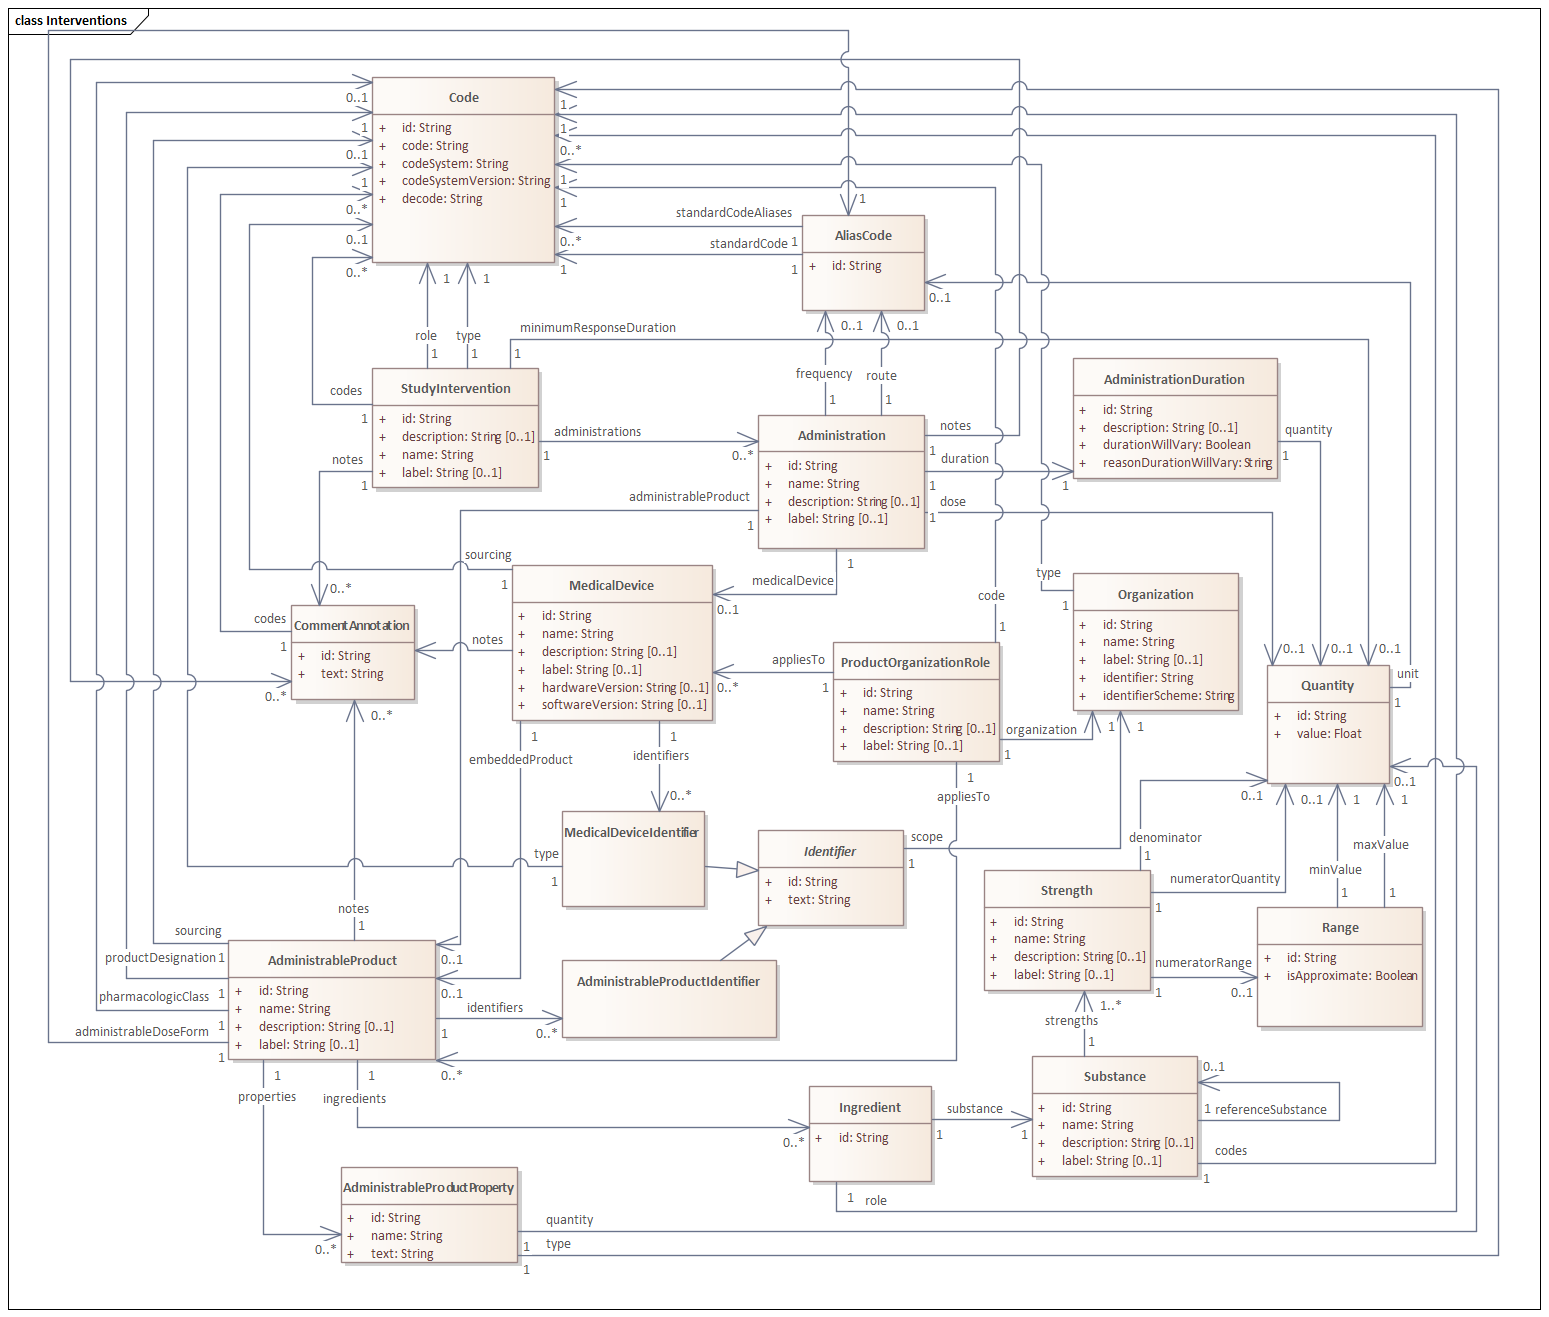 class Interventions
Code
+ id: String
+ code: String
+ codeSystem: String
+ codeSystemVersion: String
+ decode: String
0..1
1
0..1
1
0..*
0..1
0..*
1
1
0..*
1
1
0..*
1
standardCodeAliases
1
standardCode
1
1
AliasCode
+ id: String
0..1
0..1
0..1
1
1
role
type
1
1
minimumResponseDuration
1
frequency
route
1
1
codes
1
StudyIntervention
+ id: String
+ description: String [0..1]
+ name: String
+ label: String [0..1]
notes
1
administrations
1
0..*
Administration
+ id: String
+ name: String
+ description: String [0..1]
+ label: String [0..1]
notes
1
duration
1
1
dose
1
AdministrationDuration
+ id: String
+ description: String [0..1]
+ durationWillVary: Boolean
+ reasonDurationWillVary: String
quantity
1
administrableProduct
1
sourcing
1
medicalDevice
1
0..1
MedicalDevice
+ id: String
+ name: String
+ description: String [0..1]
+ label: String [0..1]
+ hardwareVersion: String [0..1]
+ softwareVersion: String [0..1]
0..*
codes
1
CommentAnnotation
+ id: String
+ text: String
0..*
0..*
notes
code
1
type
1
Organization
+ id: String
+ name: String
+ label: String [0..1]
+ identifier: String
+ identifierScheme: String
appliesTo
0..*
1
ProductOrganizationRole
+ id: String
+ name: String
+ description: String [0..1]
+ label: String [0..1]
organization
1
1
1
0..1
0..1
0..1
unit
1
Quantity
+ id: String
+ value: Float
0..1
0..1
0..1
1
1
1
embeddedProduct
1
identifiers
0..*
1
appliesTo
MedicalDeviceIdentifier
type
1
Identifier
+ id: String
+ text: String
scope
1
denominator
1
numeratorQuantity
1
minValue
1
maxValue
1
Strength
+ id: String
+ name: String
+ description: String [0..1]
+ label: String [0..1]
numeratorRange
1
0..1
Range
+ id: String
+ isApproximate: Boolean
notes
1
sourcing
1
productDesignation
1
pharmacologicClass
1
administrableDoseForm
1
AdministrableProduct
+ id: String
+ name: String
+ description: String [0..1]
+ label: String [0..1]
0..1
0..1
identifiers
1
0..*
0..*
AdministrableProductIdentifier
1..*
strengths
1
1
properties
1
ingredients
0..*
Ingredient
+ id: String
substance
1
1
Substance
+ id: String
+ name: String
+ description: String [0..1]
+ label: String [0..1]
0..1
1
referenceSubstance
codes
1
1
role
AdministrableProductProperty
+ id: String
+ name: String
+ text: String
0..*
quantity
1
type
1